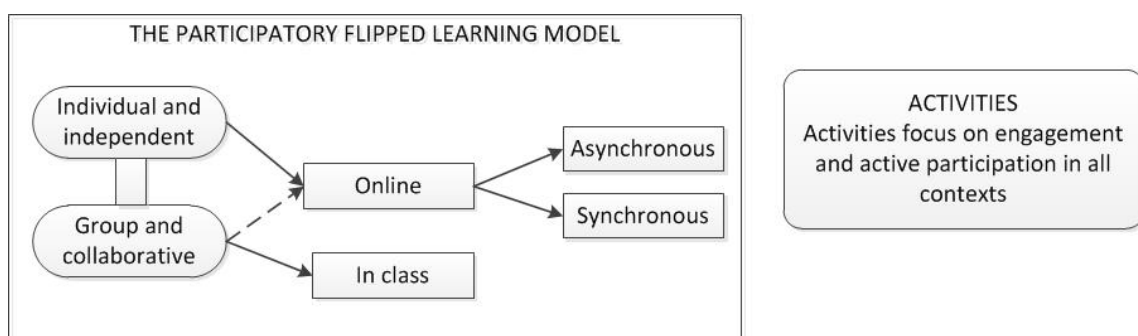 THE PARTICIPATORY FLIPPED LEARNING MODEL
Individual and
independent
Group and
collaborative
Online
In class
Asynchronous
Synchronous
ACTIVITIES
Activities focus on engagement
and active participation in all
contexts